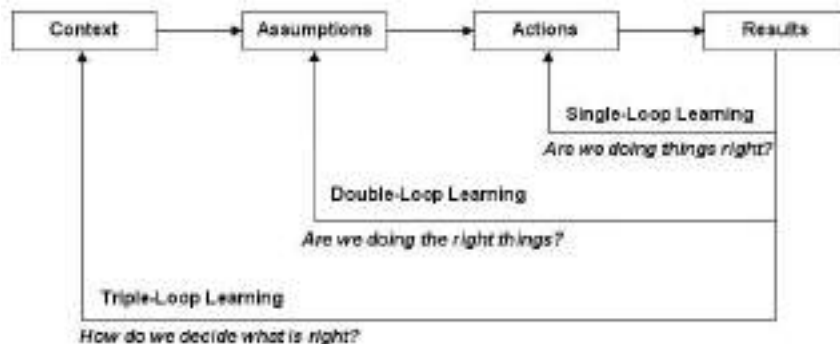 Context Assumptions Actions Results
Single-Loop Learning
Are we doing things right?
Double-Loop Learning
Are we doing the right things?
Triple-Loop Learning
How do we decide what is right?